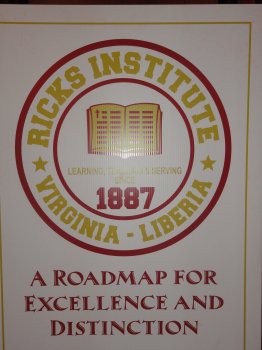 RICKS INSTITUTE
LEARNING, 
SERVING
SINCE
1887
VIRGINIA - LIBERIA
A ROADMAP FOR
EXCELLENCE AND
DISTINCTION